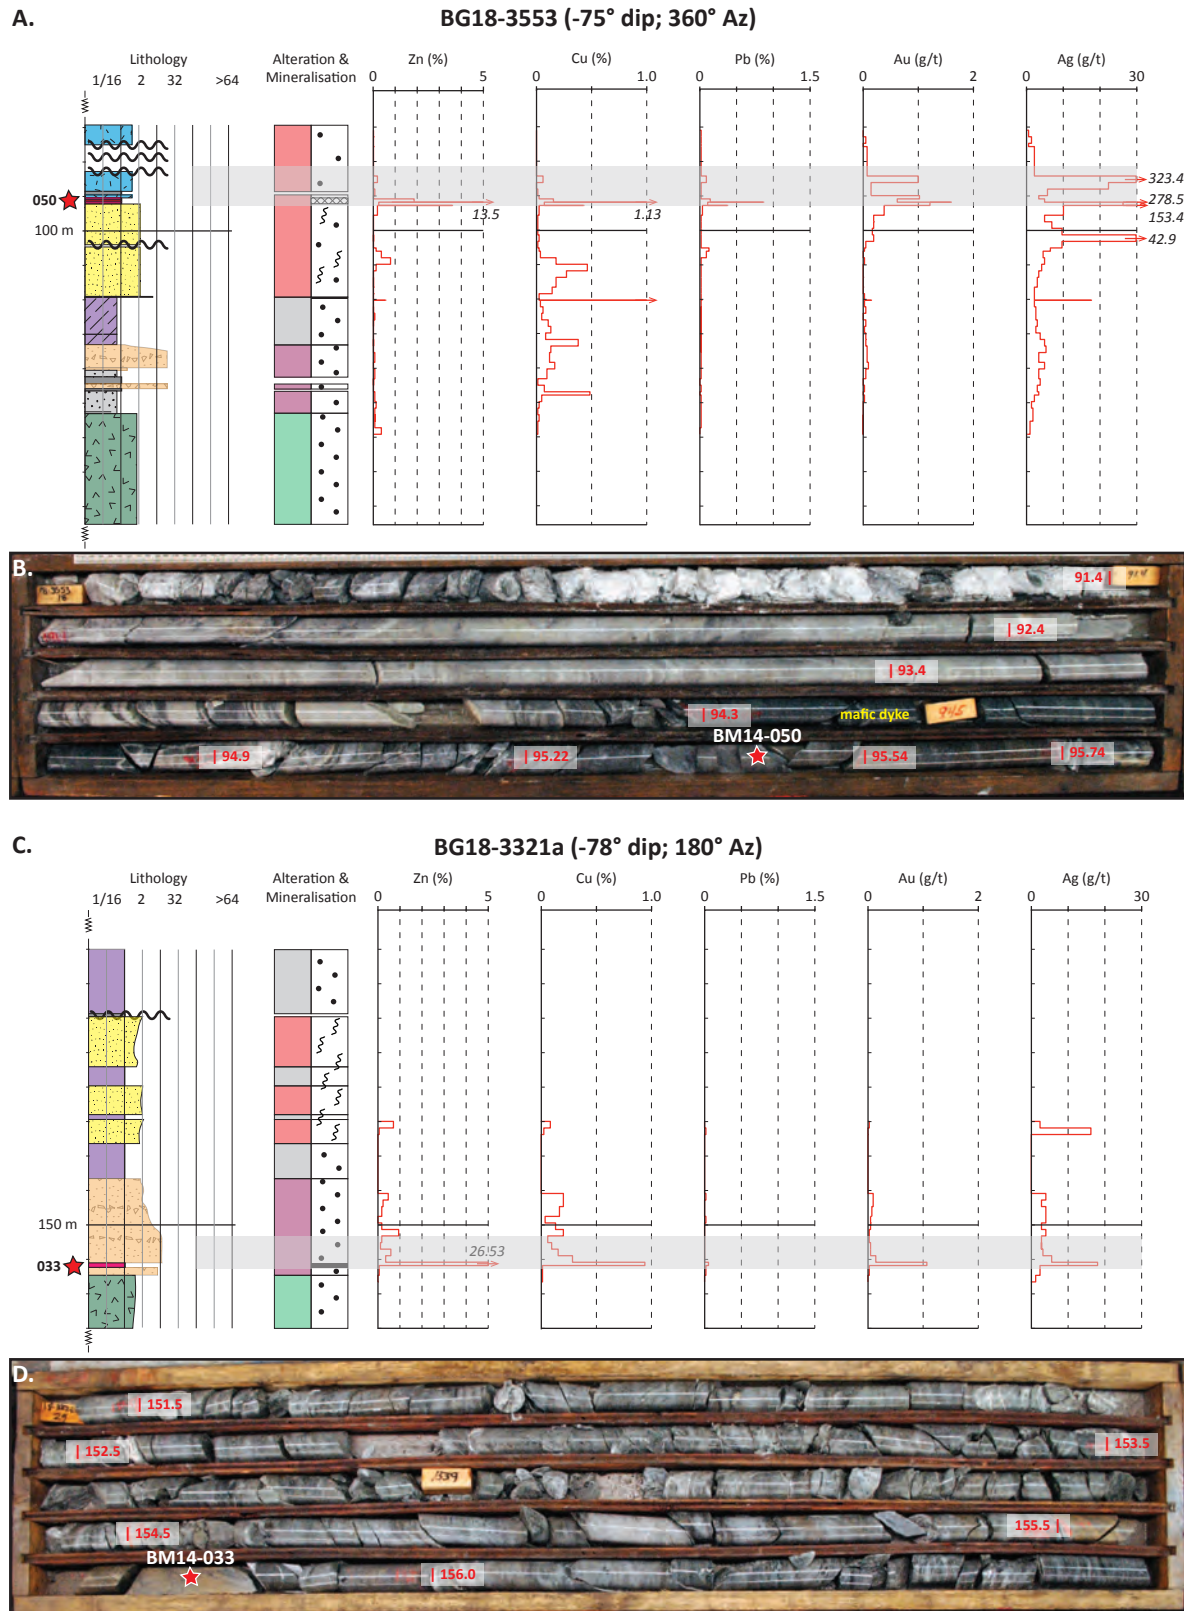 A.
BG18-3553 (-75° dip; 360° Az)
Lithology
1/16 2 32 >64
Alteration &
Mineralisation
Zn (%)
0 5
Cu (%)
0 1.0
Pb (%)
0 1.5
Au (g/t)
0 2
Ag (g/t)
0 30
323.4
050
278.5
13.5
1.13
153.4
100 m
42.9
B.
91.4
92.4
93.4
94.3
mafic dyke
945
BM14-050
94.9
95.22
95.54
95.74
C.
BG18-3321a (-78° dip; 180° Az)
Lithology
1/16 2 32 >64
Alteration &
Mineralisation
Zn (%)
0 5
Cu (%)
0 1.0
Pb (%)
0 1.5
Au (g/t)
0 2
Ag (g/t)
0 30
150 m
26.53
033
D.
151.5
152.5
153.5
154.5
155.5
BM14-033
156.0